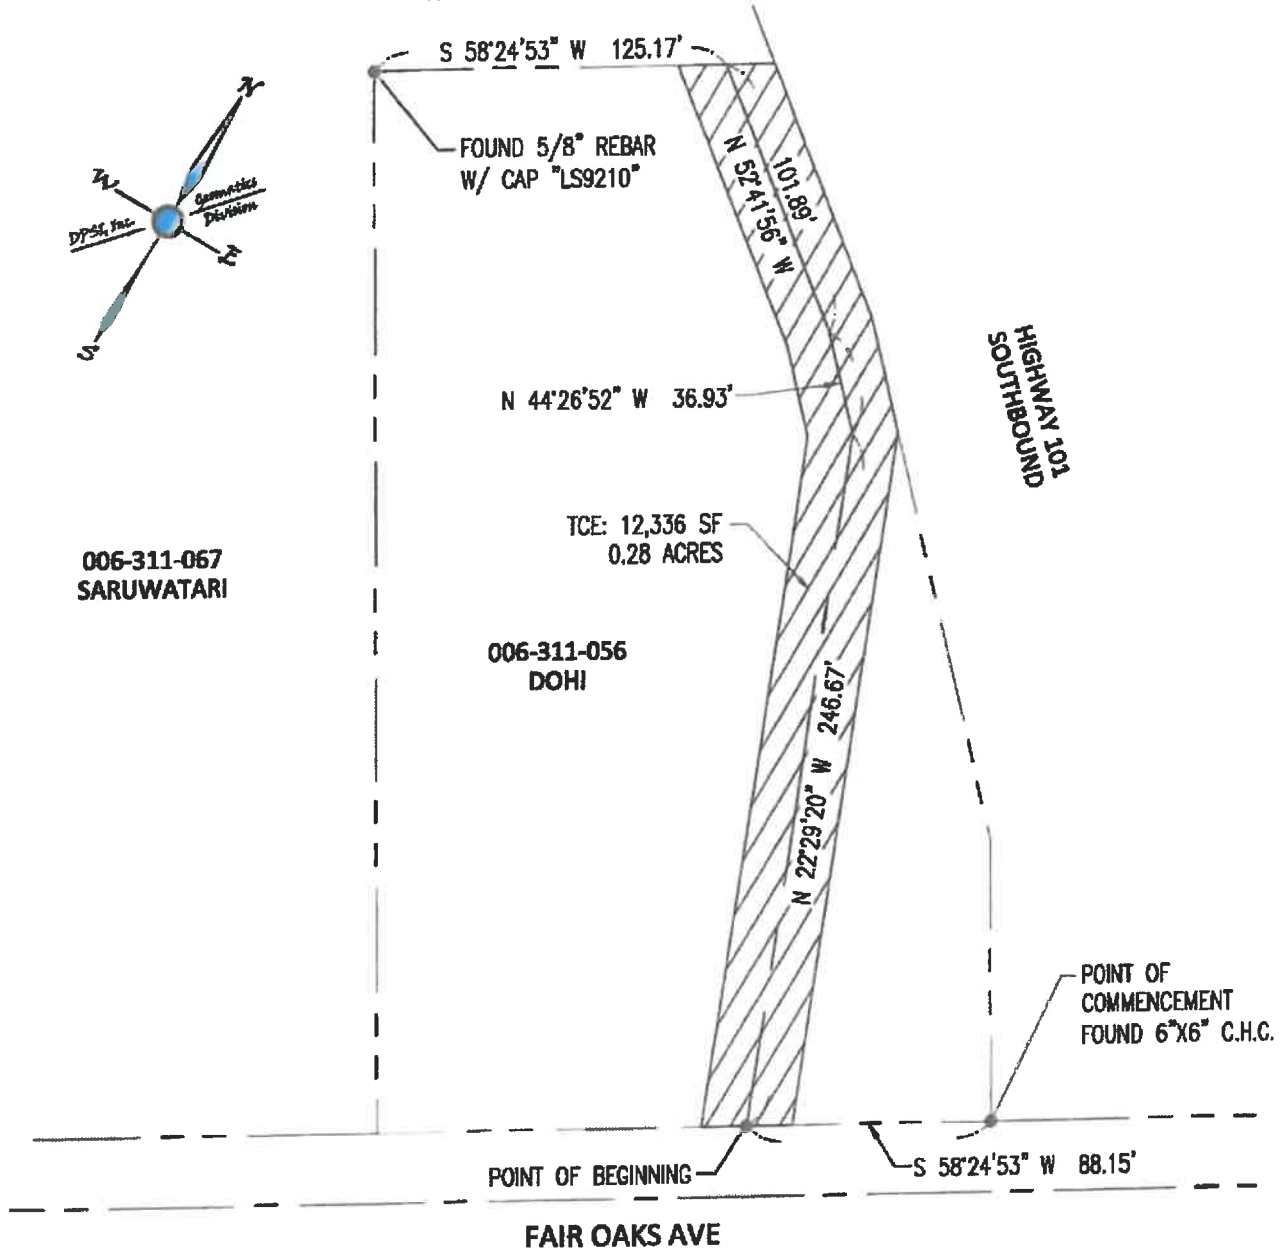 S 58°24'53" W 125.17'
N
W
E
S
DPSI, Inc.
Geomatics
Division
FOUND 5/8" REBAR
W/ CAP "LS9210"
101.89'
N 52°41'56" W
N 44°26'52" W 36.93'
HIGHWAY 101
SOUTHBOUND
TCE: 12,336 SF
0.28 ACRES
006-311-067
SARUWATARI
006-311-056
DOHI
N 22°29'20" W 246.67'
POINT OF
COMMENCEMENT
FOUND 6"X6" C.H.C.
POINT OF BEGINNING
S 58°24'53" W 88.15'
FAIR OAKS AVE